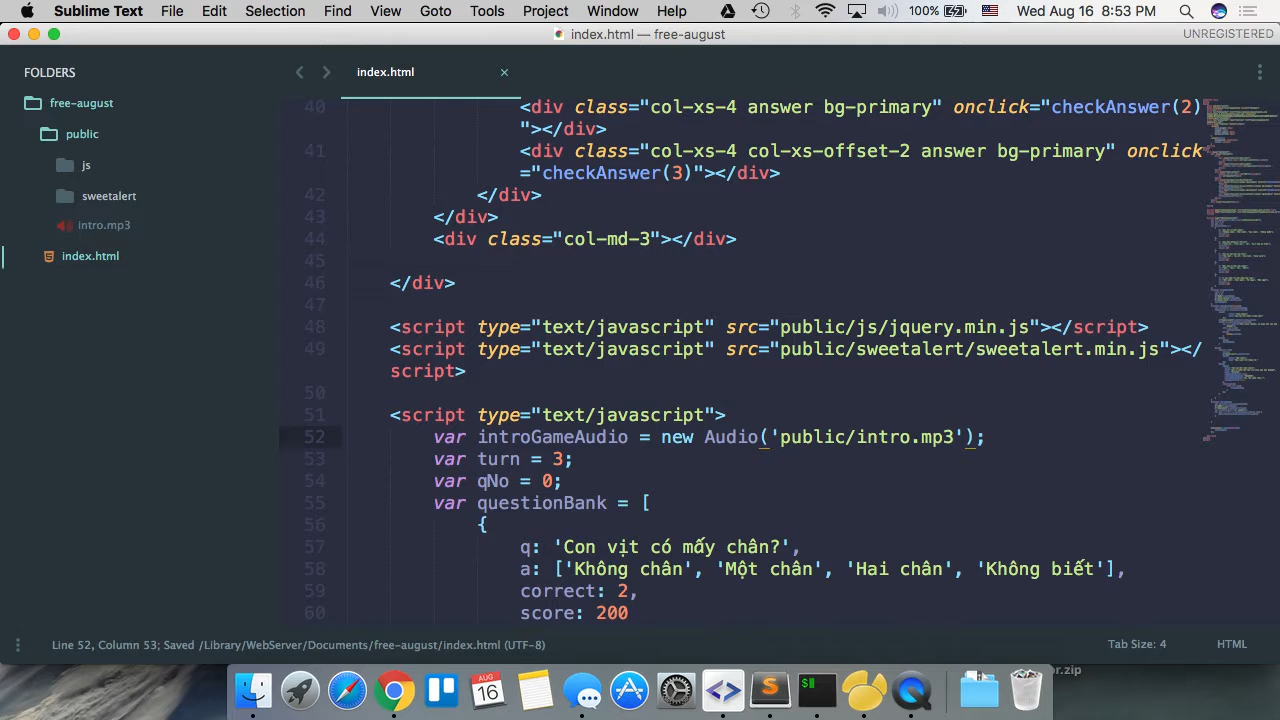 Sublime Text File Edit Selection Find View Goto Tools Project Window Help 100% Wed Aug 16 8:53 PM
index.html — free-august UNREGISTERED
FOLDERS
free-august
public
js
sweetalert
intro.mp3
index.html
index.html ×
40 <div class="col-xs-4 answer bg-primary" onclick="checkAnswer(2)
"></div>
41 <div class="col-xs-4 col-xs-offset-2 answer bg-primary" onclick
="checkAnswer(3)"></div>
42 </div>
43 </div>
44 <div class="col-md-3"></div>
45
46 </div>
47
48 <script type="text/javascript" src="public/js/jquery.min.js"></script>
49 <script type="text/javascript" src="public/sweetalert/sweetalert.min.js"></
script>
50
51 <script type="text/javascript">
52 var introGameAudio = new Audio('public/intro.mp3');
53 var turn = 3;
54 var qNo = 0;
55 var questionBank = [
56 {
57 q: 'Con vịt có mấy chân?',
58 a: ['Không chân', 'Một chân', 'Hai chân', 'Không biết'],
59 correct: 2,
60 score: 200
Line 52, Column 53; Saved /Library/WebServer/Documents/free-august/index.html (UTF-8) Tab Size: 4 HTML
or.zip
AUG
16